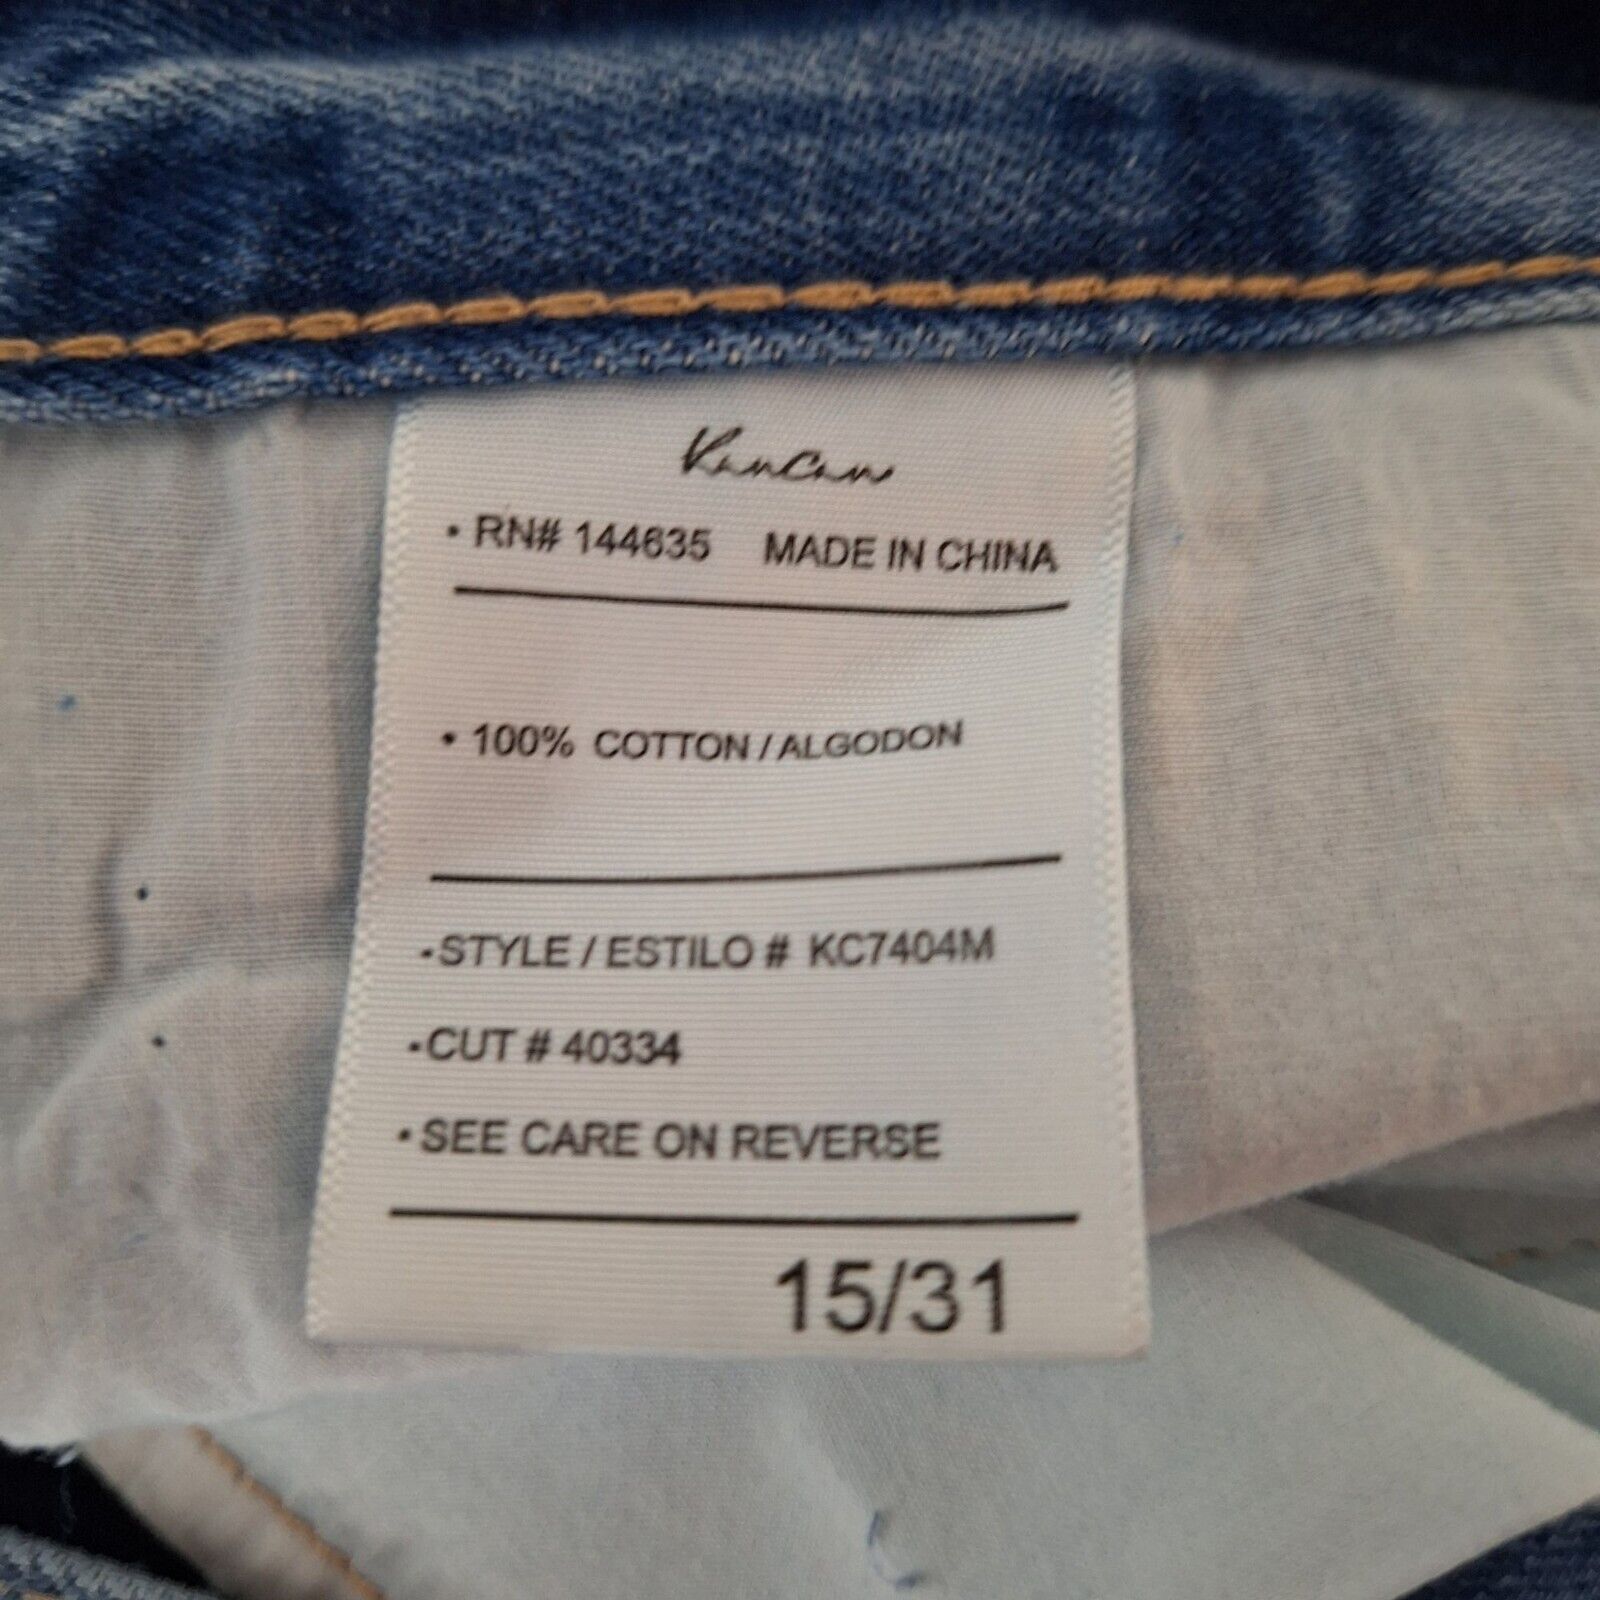 KanCan
• RN# 144635 MADE IN CHINA
• 100% COTTON / ALGODON
-STYLE / ESTILO # KC7404M
-CUT # 40334
• SEE CARE ON REVERSE
15/31